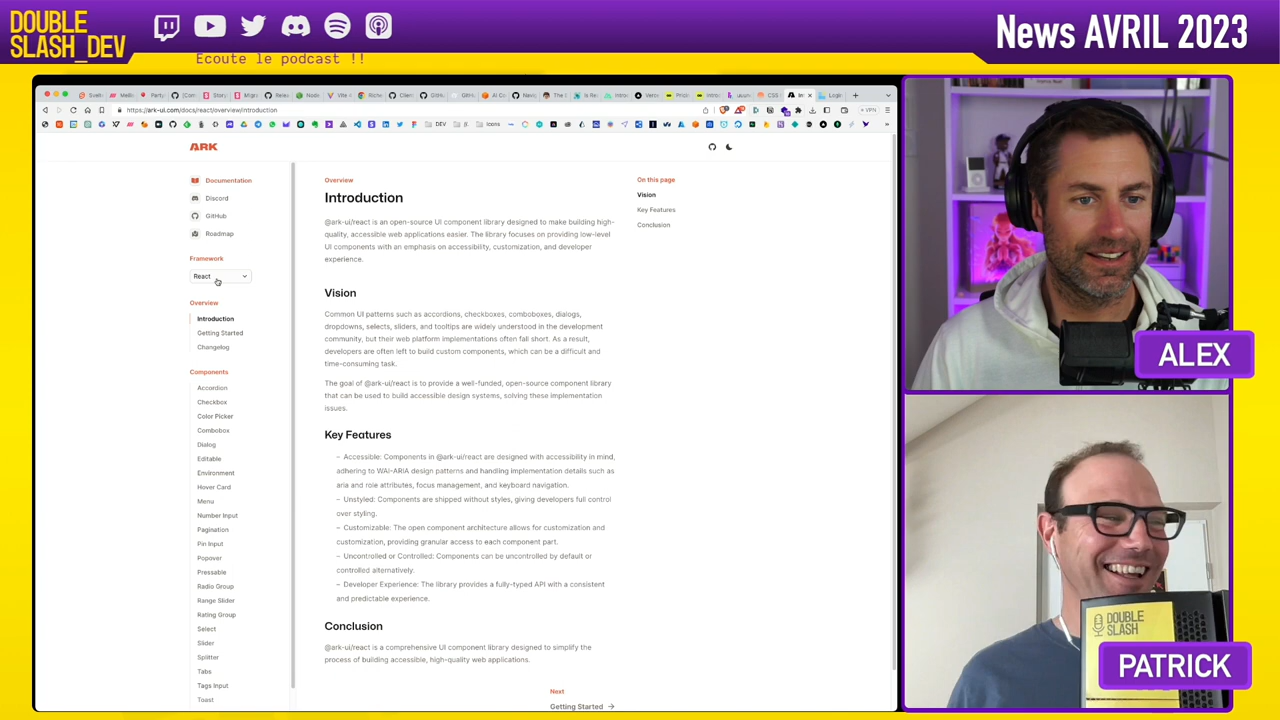 DOUBLE
SLASH_DEV
Ecoute le podcast !!
News AVRIL 2023
https://ark-ui.com/docs/react/overview/introduction
VPN
DEV
Icons
ARK
Documentation
Discord
GitHub
Roadmap
Framework
React
Overview
Introduction
Getting Started
Changelog
Components
Accordion
Checkbox
Color Picker
Combobox
Dialog
Editable
Environment
Hover Card
Menu
Number Input
Pagination
Pin Input
Popover
Pressable
Radio Group
Range Slider
Rating Group
Select
Slider
Splitter
Tabs
Tags Input
Toast
Overview
Introduction
@ark-ui/react is an open-source UI component library designed to make building high-
quality, accessible web applications easier. The library focuses on providing low-level
UI components with an emphasis on accessibility, customization, and developer
experience.
Vision
Common UI patterns such as accordions, checkboxes, comboboxes, dialogs,
dropdowns, selects, sliders, and tooltips are widely understood in the development
community, but their web platform implementations often fall short. As a result,
developers are often left to build custom components, which can be a difficult and
time-consuming task.
The goal of @ark-ui/react is to provide a well-funded, open-source component library
that can be used to build accessible design systems, solving these implementation
issues.
Key Features
– Accessible: Components in @ark-ui/react are designed with accessibility in mind,
adhering to WAI-ARIA design patterns and handling implementation details such as
aria and role attributes, focus management, and keyboard navigation.
– Unstyled: Components are shipped without styles, giving developers full control
over styling.
– Customizable: The open component architecture allows for customization and
customization, providing granular access to each component part.
– Uncontrolled or Controlled: Components can be uncontrolled by default or
controlled alternatively.
– Developer Experience: The library provides a fully-typed API with a consistent
and predictable experience.
Conclusion
@ark-ui/react is a comprehensive UI component library designed to simplify the
process of building accessible, high-quality web applications.
Next
Getting Started →
On this page
Vision
Key Features
Conclusion
ALEX
DOUBLE
SLASH
PATRICK